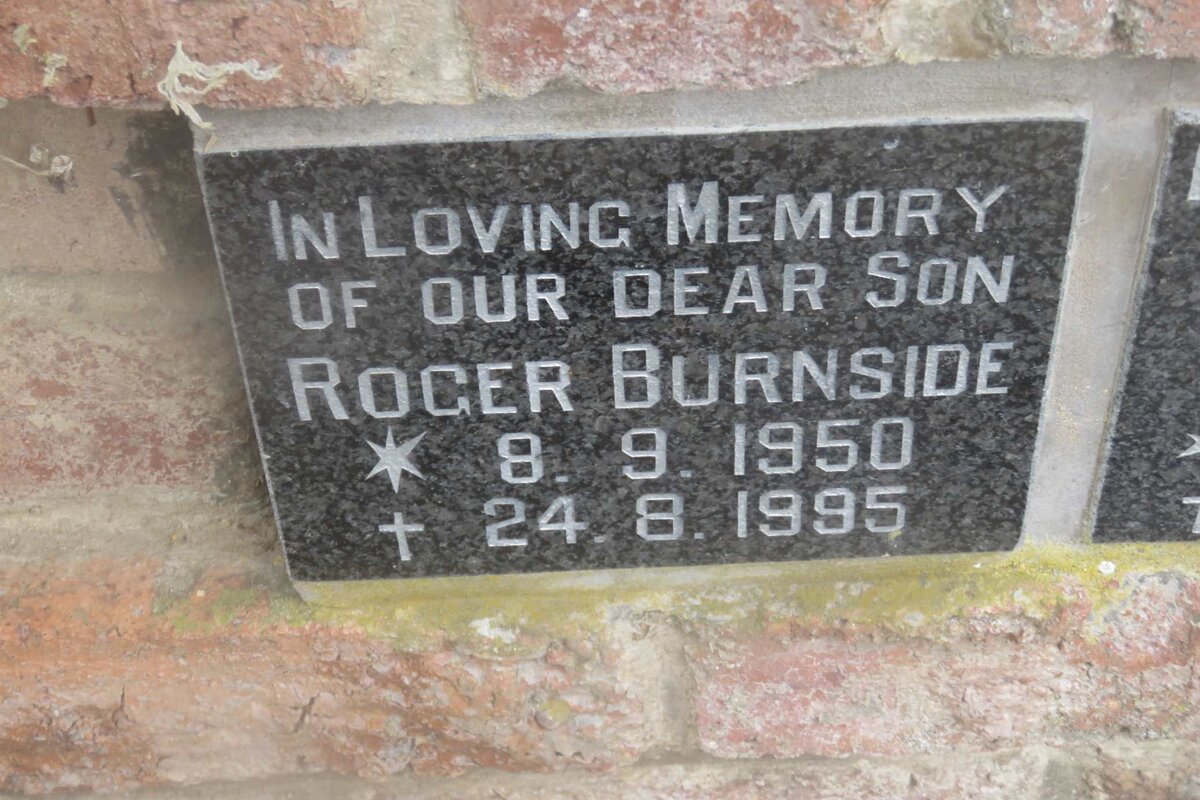 IN LOVING MEMORY
OF OUR DEAR SON
ROGER BURNSIDE
* 8. 9. 1950
† 24. 8. 1995